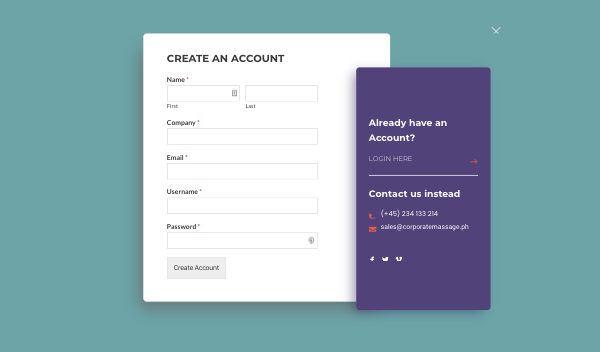 CREATE AN ACCOUNT
Name *
First
Last
Company *
Email *
Username *
Password *
Create Account
Already have an
Account?
LOGIN HERE
Contact us instead
(+45) 234 133 214
sales@corporatemassage.ph